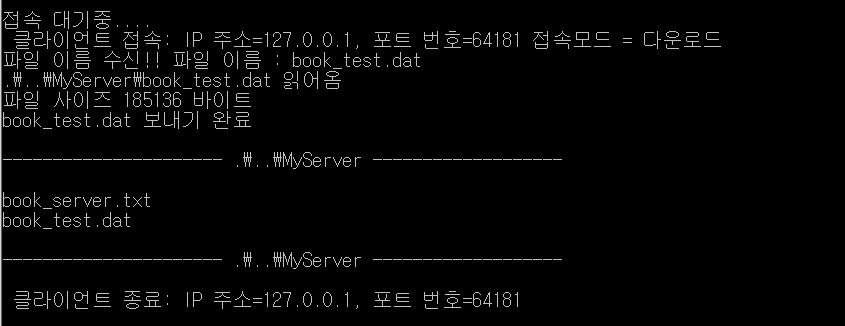 접속 대기중....
클라이언트 접속: IP 주소=127.0.0.1, 포트 번호=64181 접속모드 = 다운로드
파일 이름 수신!! 파일 이름 : book_test.dat
.₩..₩MyServer₩book_test.dat 읽어옴
파일 사이즈 185136 바이트
book_test.dat 보내기 완료
---------------------- .₩..₩MyServer -------------------
book_server.txt
book_test.dat
---------------------- .₩..₩MyServer -------------------
클라이언트 종료: IP 주소=127.0.0.1, 포트 번호=64181